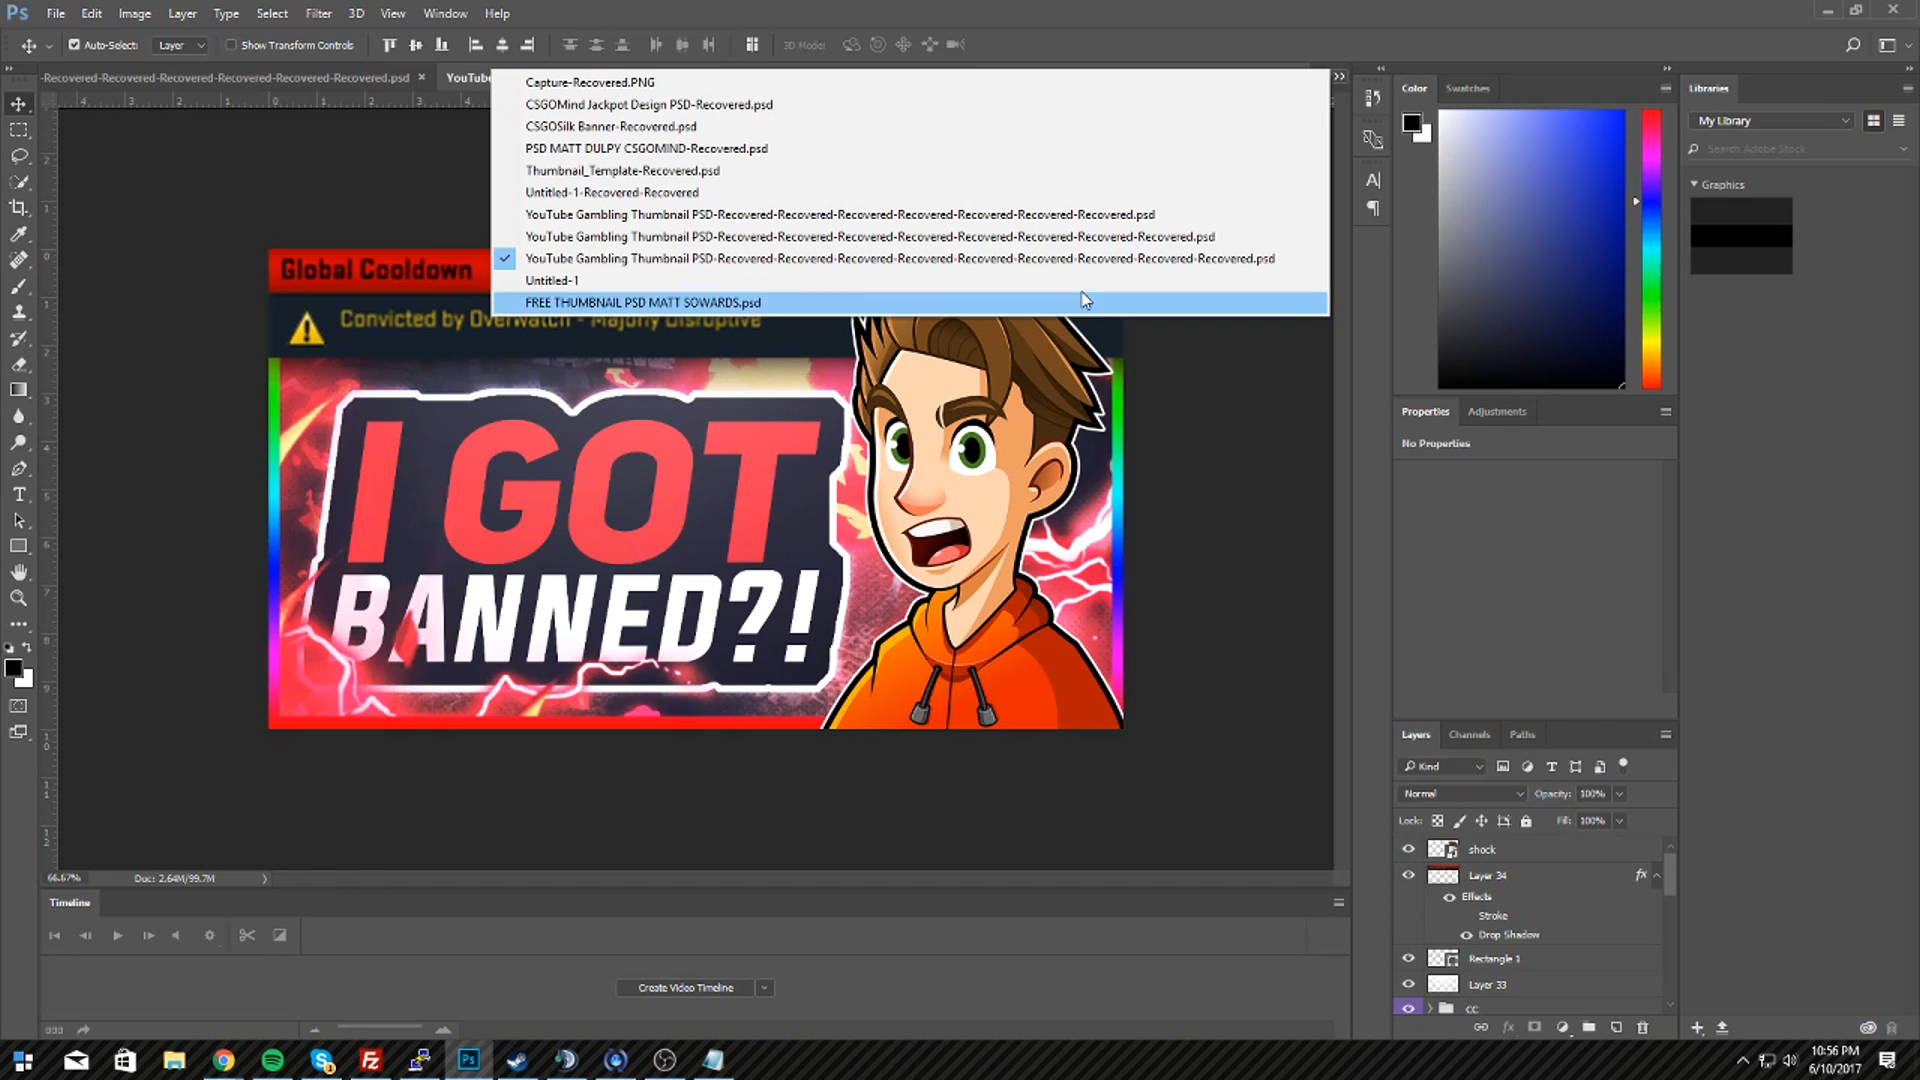 Ps File Edit Image Layer Type Select Filter 3D View Window Help
Auto-Select: Layer Show Transform Controls 3D Mode:
-Recovered-Recovered-Recovered-Recovered-Recovered-Recovered.psd × YouTube
Capture-Recovered.PNG
CSGOMind Jackpot Design PSD-Recovered.psd
CSGOSilk Banner-Recovered.psd
PSD MATT DULPY CSGOMIND-Recovered.psd
Thumbnail_Template-Recovered.psd
Untitled-1-Recovered-Recovered
YouTube Gambling Thumbnail PSD-Recovered-Recovered-Recovered-Recovered-Recovered-Recovered-Recovered.psd
YouTube Gambling Thumbnail PSD-Recovered-Recovered-Recovered-Recovered-Recovered-Recovered-Recovered-Recovered.psd
YouTube Gambling Thumbnail PSD-Recovered-Recovered-Recovered-Recovered-Recovered-Recovered-Recovered-Recovered-Recovered.psd
Untitled-1
FREE THUMBNAIL PSD MATT SOWARDS.psd
Global Cooldown
Convicted by Overwatch - Majorly Disruptive
I GOT
BANNED?!
66.67% Doc: 2.64M/99.7M
Timeline
Create Video Timeline
Color Swatches
Properties Adjustments
No Properties
Layers Channels Paths
Kind
Normal Opacity: 100%
Lock: Fill: 100%
shock
Layer 34 fx
Effects
Stroke
Drop Shadow
Rectangle 1
Layer 33
cc
fx
Libraries
My Library
Search Adobe Stock
Graphics
10:56 PM
6/10/2017